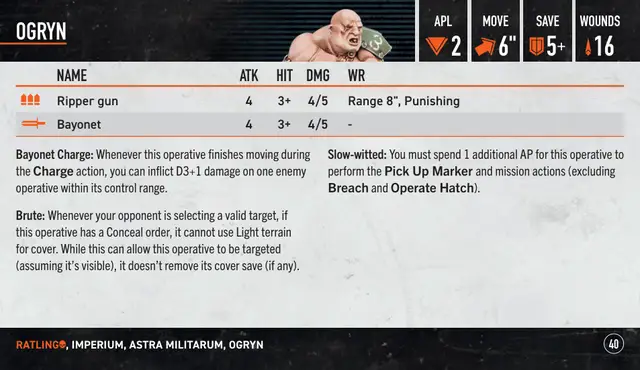 OGRYN
APL 2
MOVE 6"
SAVE 5+
WOUNDS 16
NAME ATK HIT DMG WR
Ripper gun 4 3+ 4/5 Range 8", Punishing
Bayonet 4 3+ 4/5 -
Bayonet Charge: Whenever this operative finishes moving during
the Charge action, you can inflict D3+1 damage on one enemy
operative within its control range.
Brute: Whenever your opponent is selecting a valid target, if
this operative has a Conceal order, it cannot use Light terrain
for cover. While this can allow this operative to be targeted
(assuming it's visible), it doesn't remove its cover save (if any).
Slow-witted: You must spend 1 additional AP for this operative to
perform the Pick Up Marker and mission actions (excluding
Breach and Operate Hatch).
RATLING, IMPERIUM, ASTRA MILITARUM, OGRYN
40